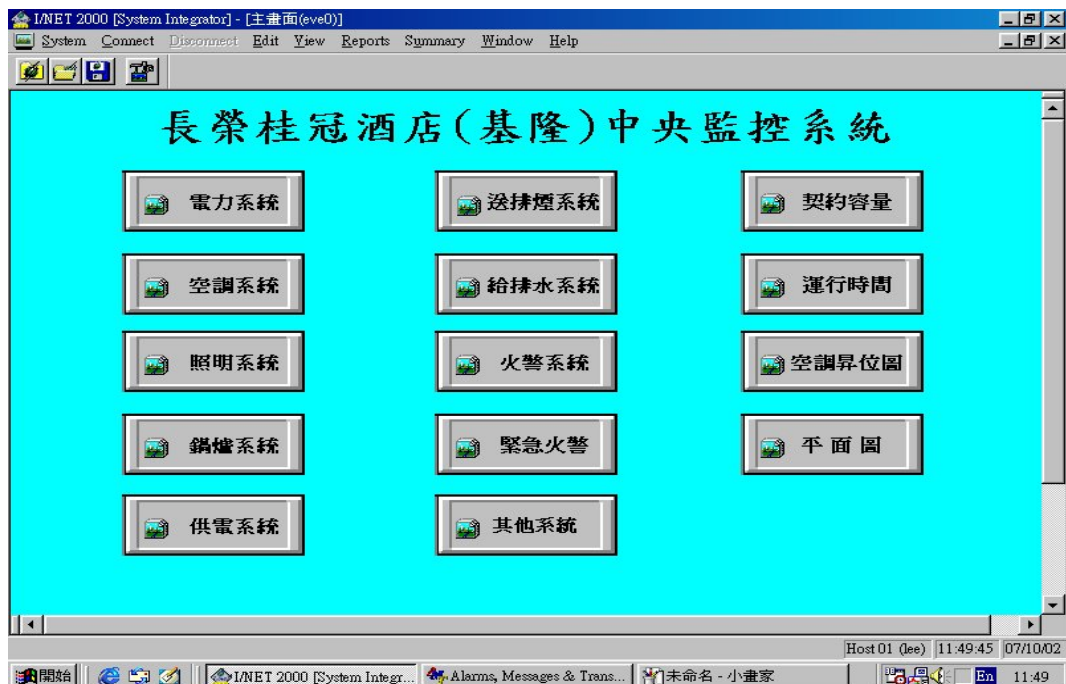 I/NET 2000 [System Integrator] - [主畫面(eve0)]
System Connect Disconnect Edit View Reports Summary Window Help
長榮桂冠酒店(基隆)中央監控系統
電力系統 送排煙系統 契約容量
空調系統 給排水系統 運行時間
照明系統 火警系統 空調昇位圖
鍋爐系統 緊急火警 平面圖
供電系統 其他系統
Host 01 (lee) 11:49:45 07/10/02
開始 I/NET 2000 [System Integr... Alarms, Messages & Trans... 未命名 - 小畫家 En 11:49